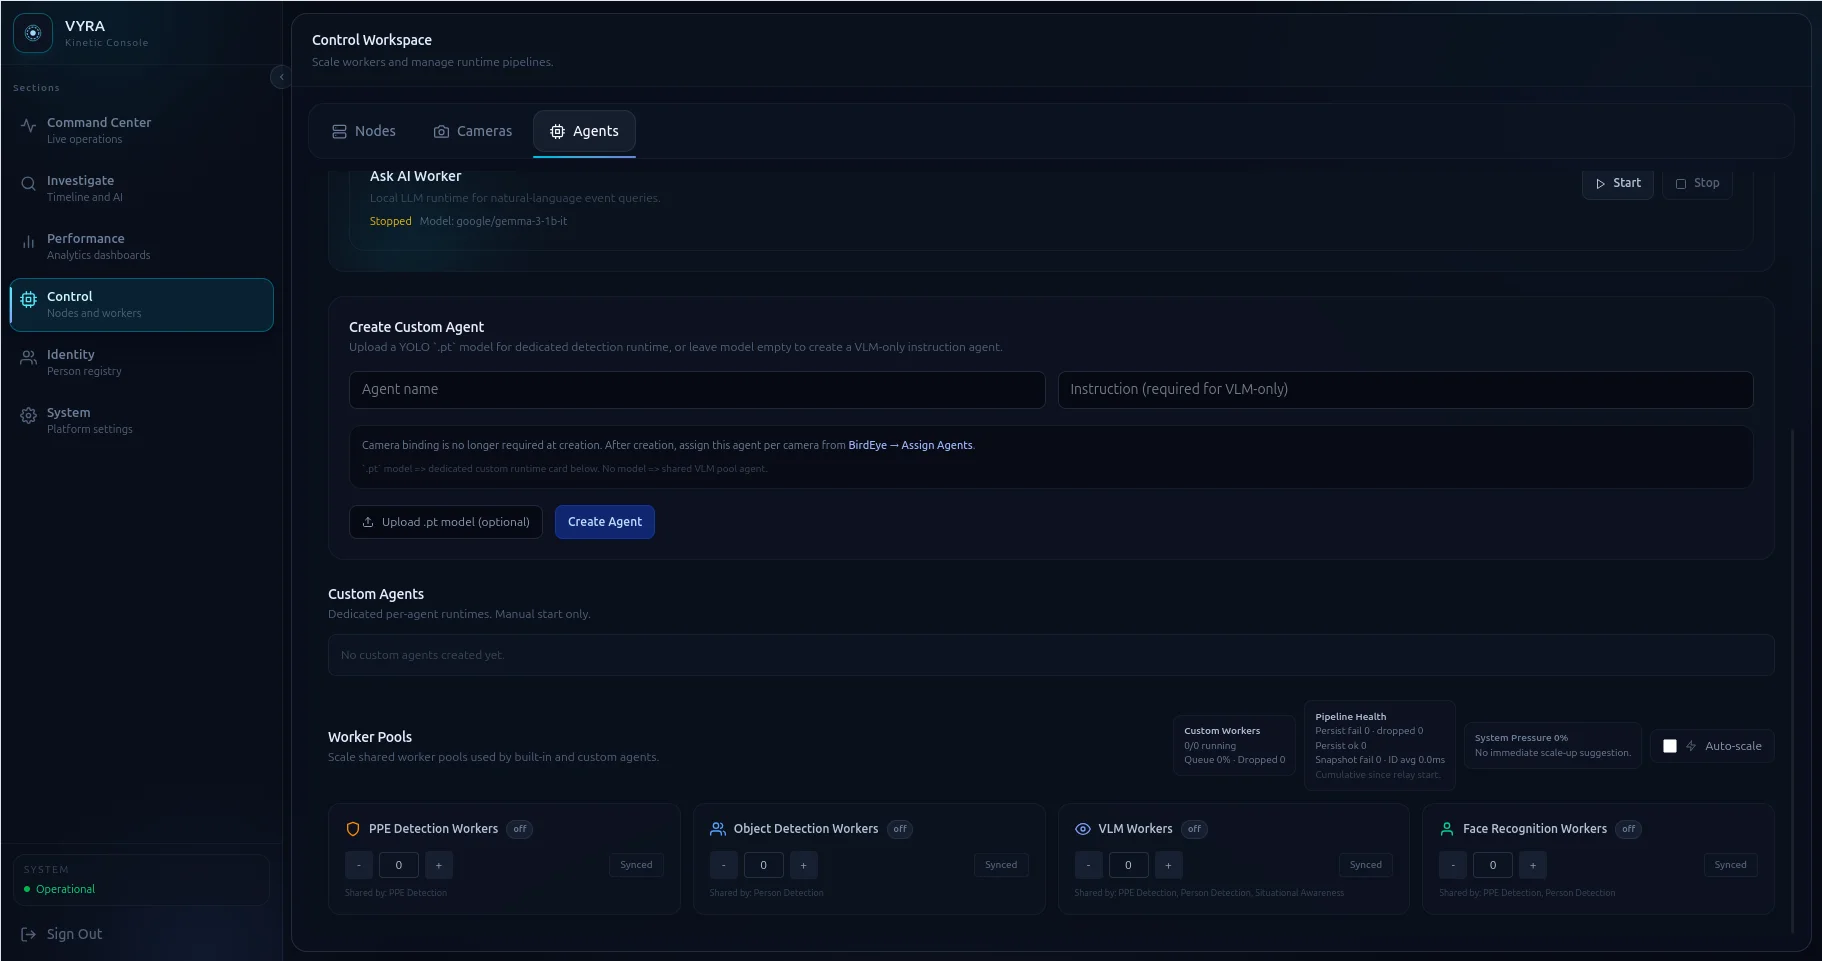 VYRA
Kinetic Console
Sections
Command Center
Live operations
Investigate
Timeline and AI
Performance
Analytics dashboards
Control
Nodes and workers
Identity
Person registry
System
Platform settings
SYSTEM
Operational
Sign Out
Control Workspace
Scale workers and manage runtime pipelines.
Nodes
Cameras
Agents
Ask AI Worker
Local LLM runtime for natural-language event queries.
Stopped Model: google/gemma-3-1b-it
Start
Stop
Create Custom Agent
Upload a YOLO `.pt` model for dedicated detection runtime, or leave model empty to create a VLM-only instruction agent.
Agent name
Instruction (required for VLM-only)
Camera binding is no longer required at creation. After creation, assign this agent per camera from BirdEye → Assign Agents.
`.pt` model => dedicated custom runtime card below. No model => shared VLM pool agent.
Upload .pt model (optional)
Create Agent
Custom Agents
Dedicated per-agent runtimes. Manual start only.
No custom agents created yet.
Worker Pools
Scale shared worker pools used by built-in and custom agents.
Custom Workers
0/0 running
Queue 0% · Dropped 0
Pipeline Health
Persist fail 0 · dropped 0
Persist ok 0
Snapshot fail 0 · ID avg 0.0ms
Cumulative since relay start.
System Pressure 0%
No immediate scale-up suggestion.
Auto-scale
PPE Detection Workers off
- 0 + Synced
Shared by: PPE Detection
Object Detection Workers off
- 0 + Synced
Shared by: Person Detection
VLM Workers off
- 0 + Synced
Shared by: PPE Detection, Person Detection, Situational Awareness
Face Recognition Workers off
- 0 + Synced
Shared by: PPE Detection, Person Detection